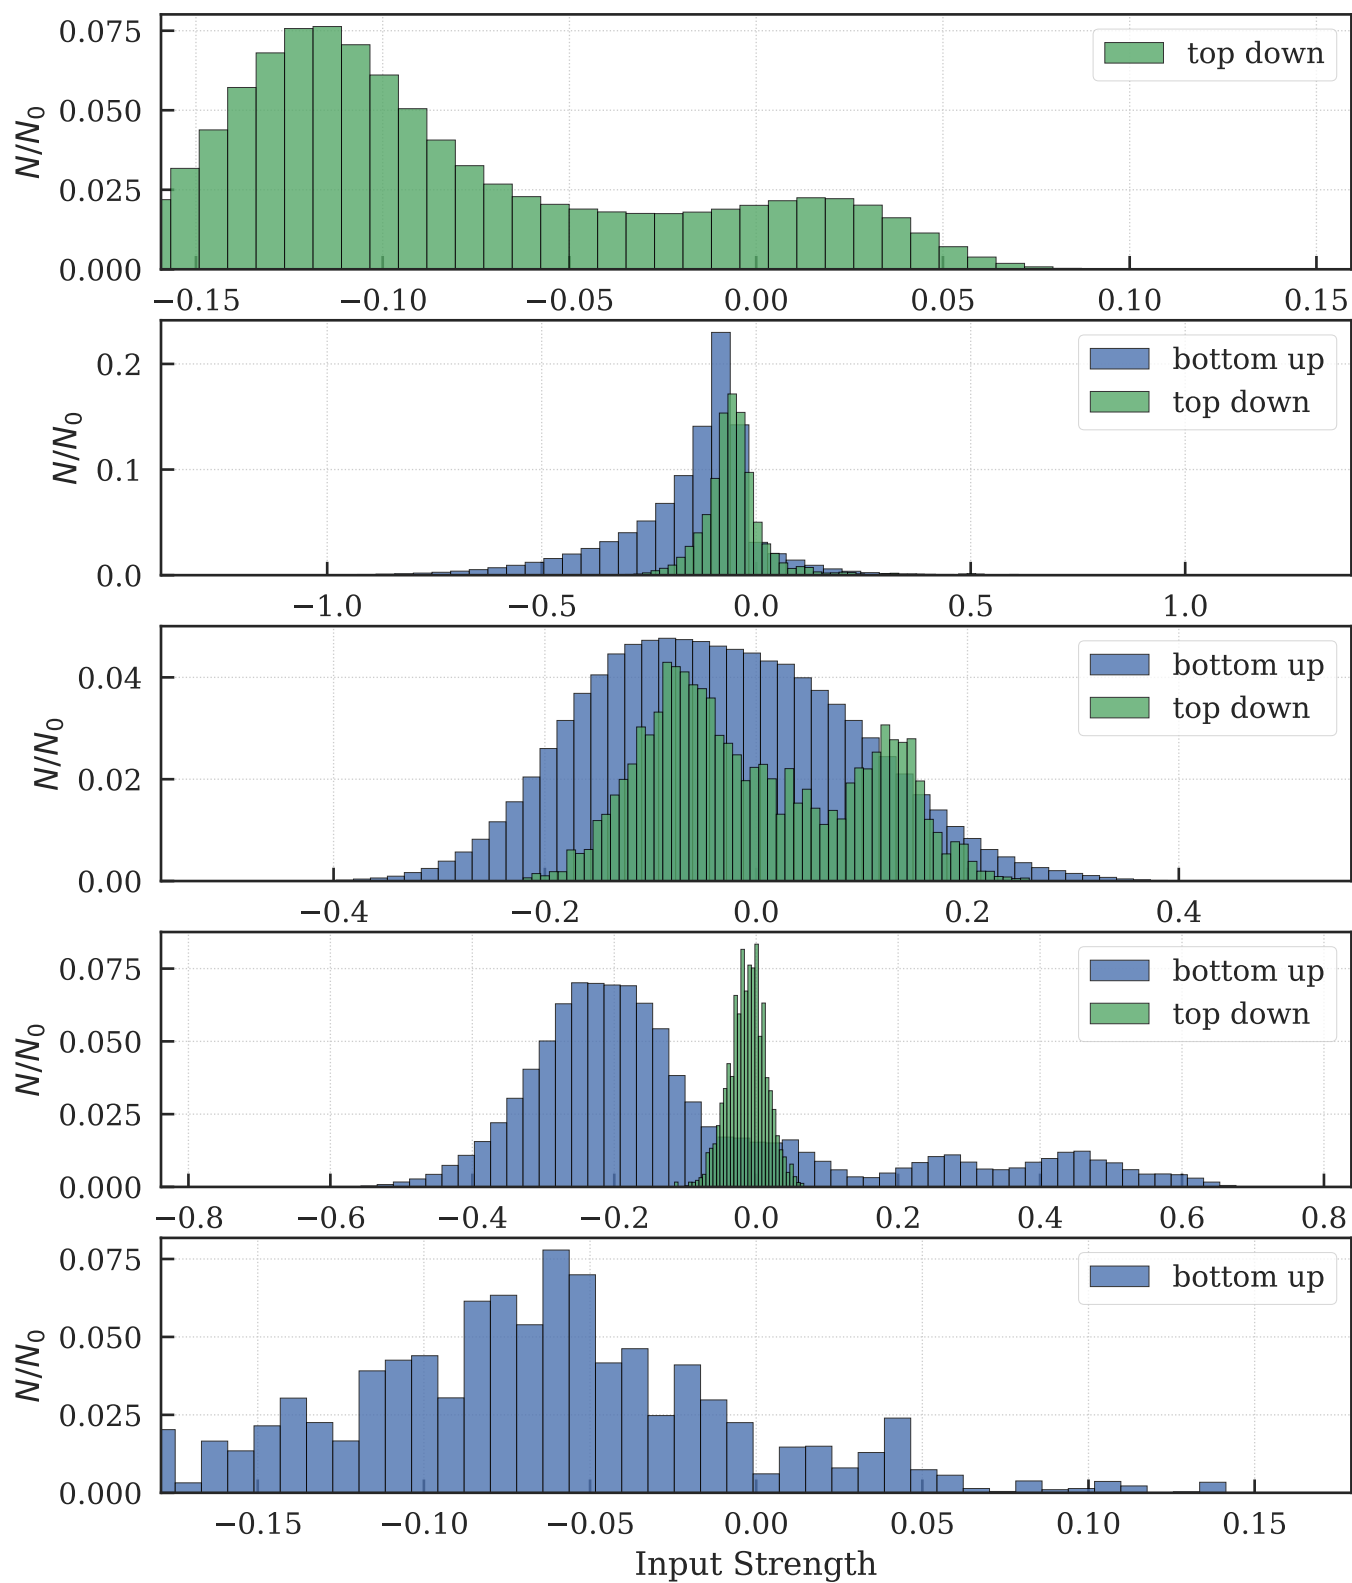 0.075
0.050
0.025
0.000
N/N0
top down
−0.15 −0.10 −0.05 0.00 0.05 0.10 0.15
0.2
0.1
0.0
N/N0
bottom up
top down
−1.0 −0.5 0.0 0.5 1.0
0.04
0.02
0.00
N/N0
bottom up
top down
−0.4 −0.2 0.0 0.2 0.4
0.075
0.050
0.025
0.000
N/N0
bottom up
top down
−0.8 −0.6 −0.4 −0.2 0.0 0.2 0.4 0.6 0.8
0.075
0.050
0.025
0.000
N/N0
bottom up
−0.15 −0.10 −0.05 0.00 0.05 0.10 0.15
Input Strength